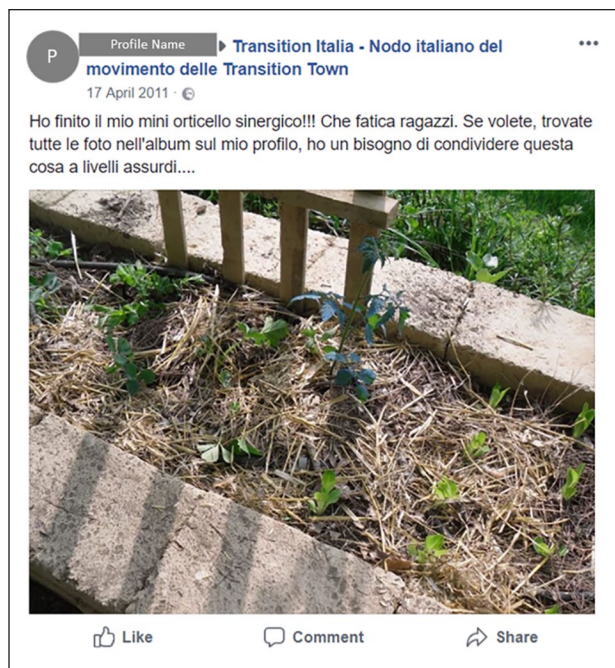 P
Profile Name Transition Italia - Nodo italiano del
movimento delle Transition Town
17 April 2011 ·
Ho finito il mio mini orticello sinergico!!! Che fatica ragazzi. Se volete, trovate
tutte le foto nell'album sul mio profilo, ho un bisogno di condividere questa
cosa a livelli assurdi....
Like Comment Share